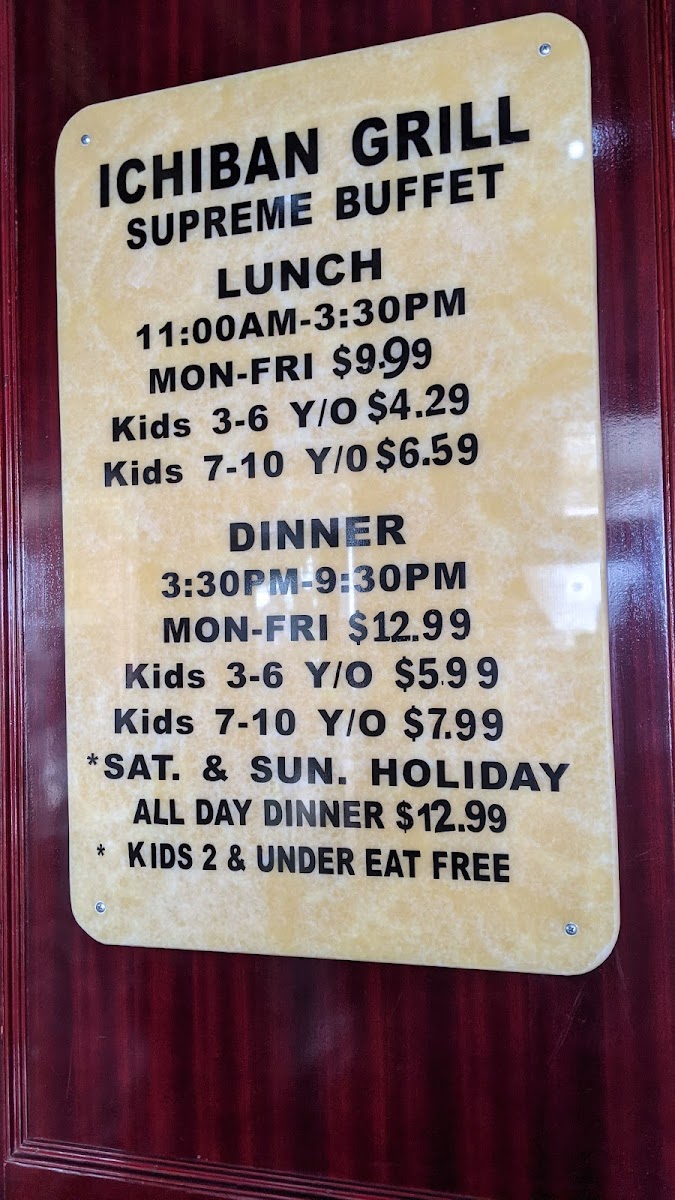 ICHIBAN GRILL
SUPREME BUFFET
LUNCH
11:00AM-3:30PM
MON-FRI $9.99
Kids 3-6 Y/O $4.29
Kids 7-10 Y/O $6.59
DINNER
3:30PM-9:30PM
MON-FRI $12.99
Kids 3-6 Y/O $5.99
Kids 7-10 Y/O $7.99
*SAT. & SUN. HOLIDAY
ALL DAY DINNER $12.99
* KIDS 2 & UNDER EAT FREE